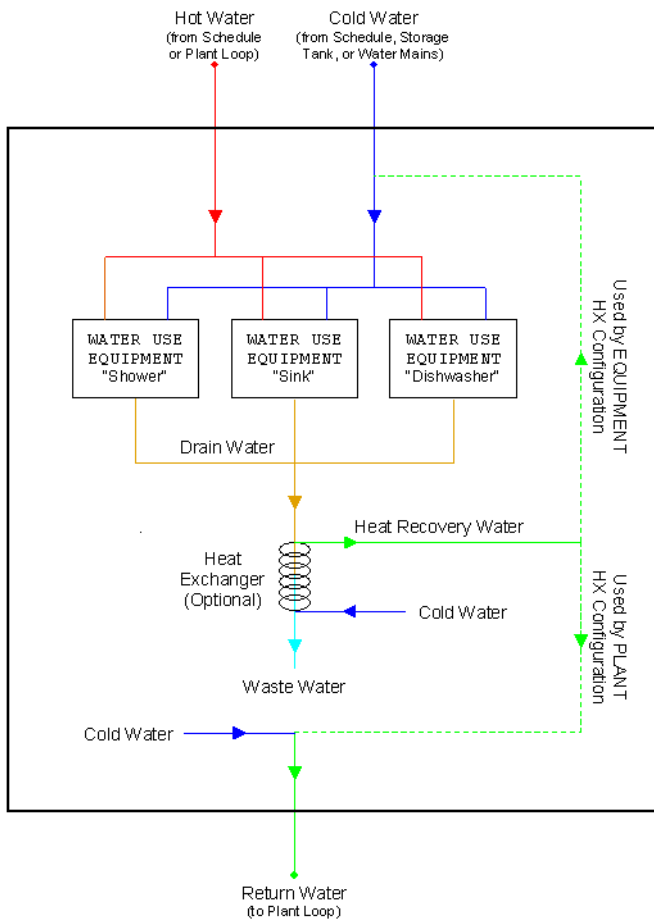 Hot Water
(from Schedule
or Plant Loop)
Cold Water
(from Schedule, Storage
Tank, or Water Mains)
WATER USE
EQUIPMENT
"Shower"
WATER USE
EQUIPMENT
"Sink"
WATER USE
EQUIPMENT
"Dishwasher"
Used by EQUIPMENT
HX Configuration
Drain Water
Heat Recovery Water
Heat
Exchanger
(Optional)
Cold Water
Used by PLANT
HX Configuration
Waste Water
Cold Water
Return Water
(to Plant Loop)